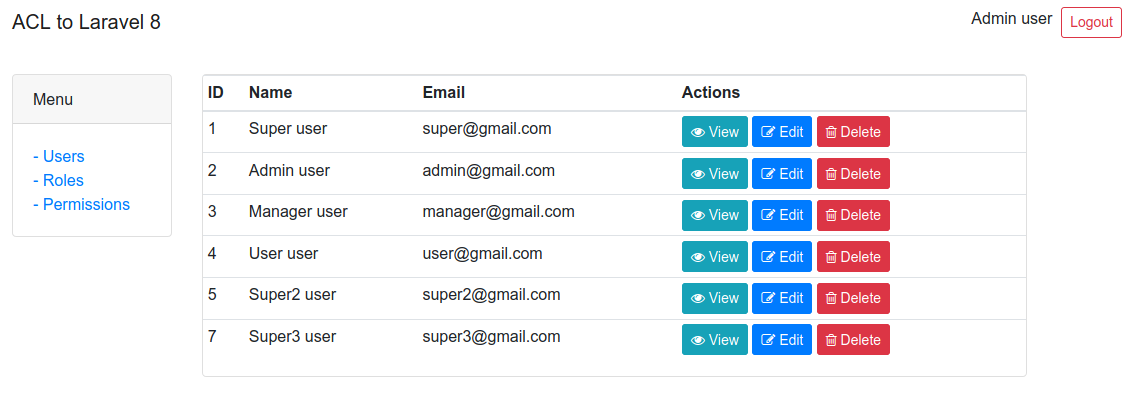 ACL to Laravel 8
Admin user Logout
Menu
- Users
- Roles
- Permissions
ID Name Email Actions
1 Super user super@gmail.com View Edit Delete
2 Admin user admin@gmail.com View Edit Delete
3 Manager user manager@gmail.com View Edit Delete
4 User user user@gmail.com View Edit Delete
5 Super2 user super2@gmail.com View Edit Delete
7 Super3 user super3@gmail.com View Edit Delete